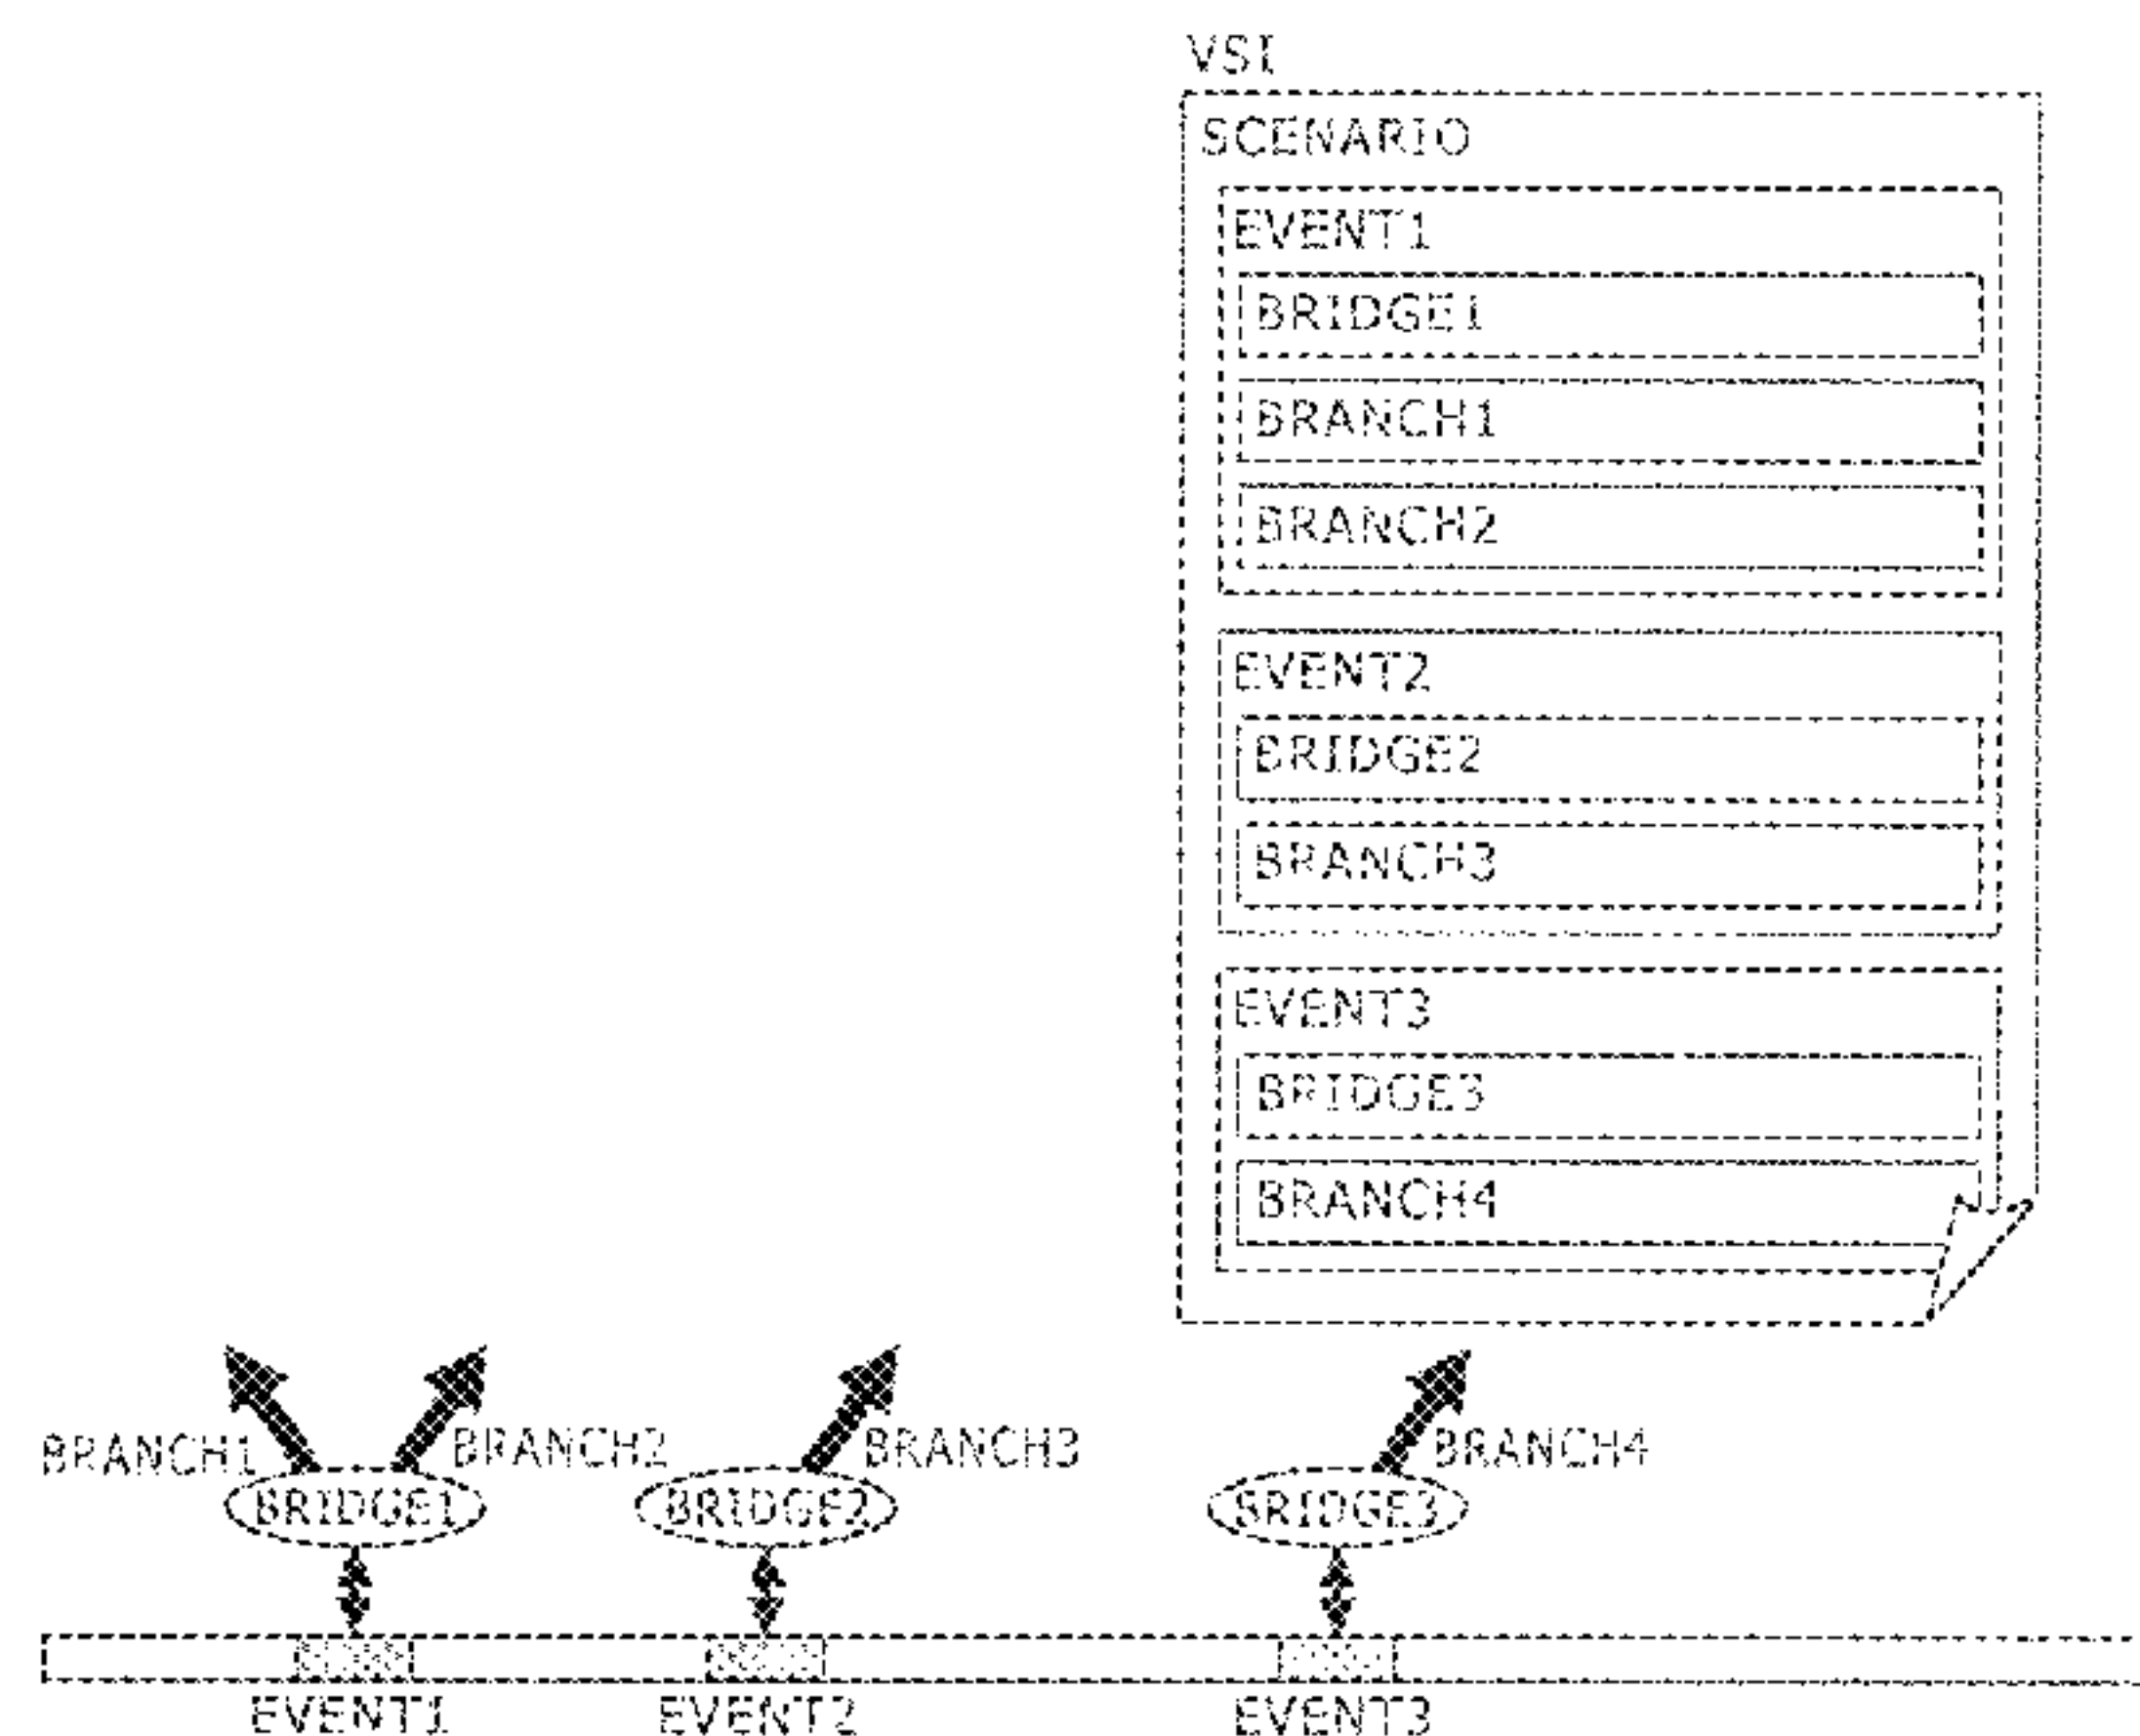 VSI
SCENARIO
EVENT1
BRIDGE1
BRANCH1
BRANCH2
EVENT2
BRIDGE2
BRANCH3
EVENT3
BRIDGE3
BRANCH4
BRANCH1 BRANCH2 BRANCH3 BRANCH4
BRIDGE1 BRIDGE2 BRIDGE3
EVENT1 EVENT2 EVENT3